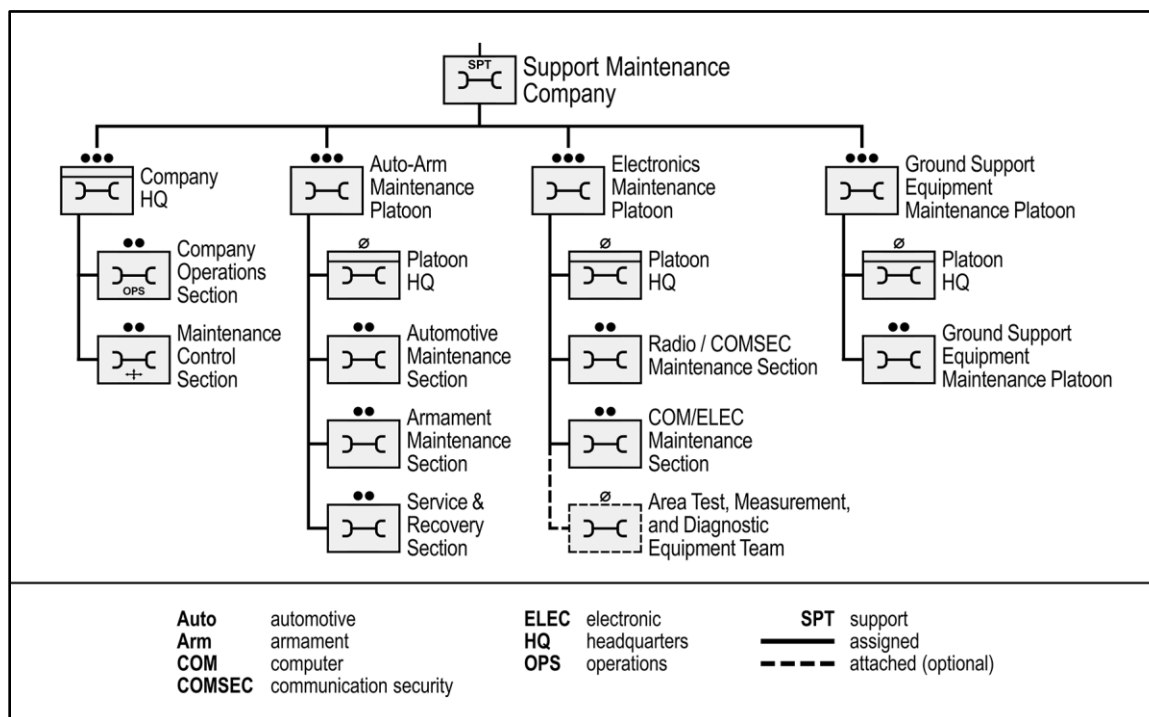 SPT
Support Maintenance
Company
Company
HQ
Company
Operations
Section
OPS
Maintenance
Control
Section
Auto-Arm
Maintenance
Platoon
Platoon
HQ
Automotive
Maintenance
Section
Armament
Maintenance
Section
Service &
Recovery
Section
Electronics
Maintenance
Platoon
Platoon
HQ
Radio / COMSEC
Maintenance Section
COM/ELEC
Maintenance
Section
Area Test, Measurement,
and Diagnostic
Equipment Team
Ground Support
Equipment
Maintenance Platoon
Platoon
HQ
Ground Support
Equipment
Maintenance Platoon
Auto automotive
Arm armament
COM computer
COMSEC communication security
ELEC electronic
HQ headquarters
OPS operations
SPT support
assigned
attached (optional)